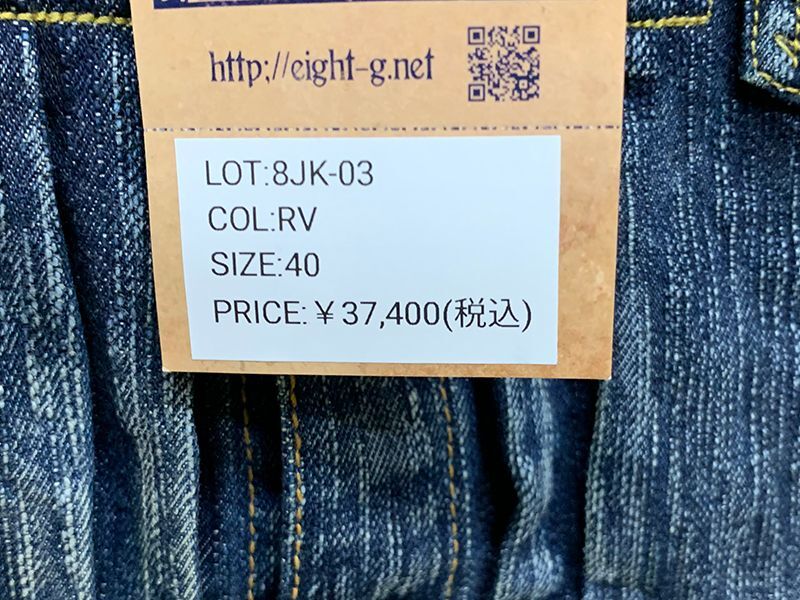 http://eight-g.net
LOT:8JK-03
COL:RV
SIZE:40
PRICE:￥37,400(税込)